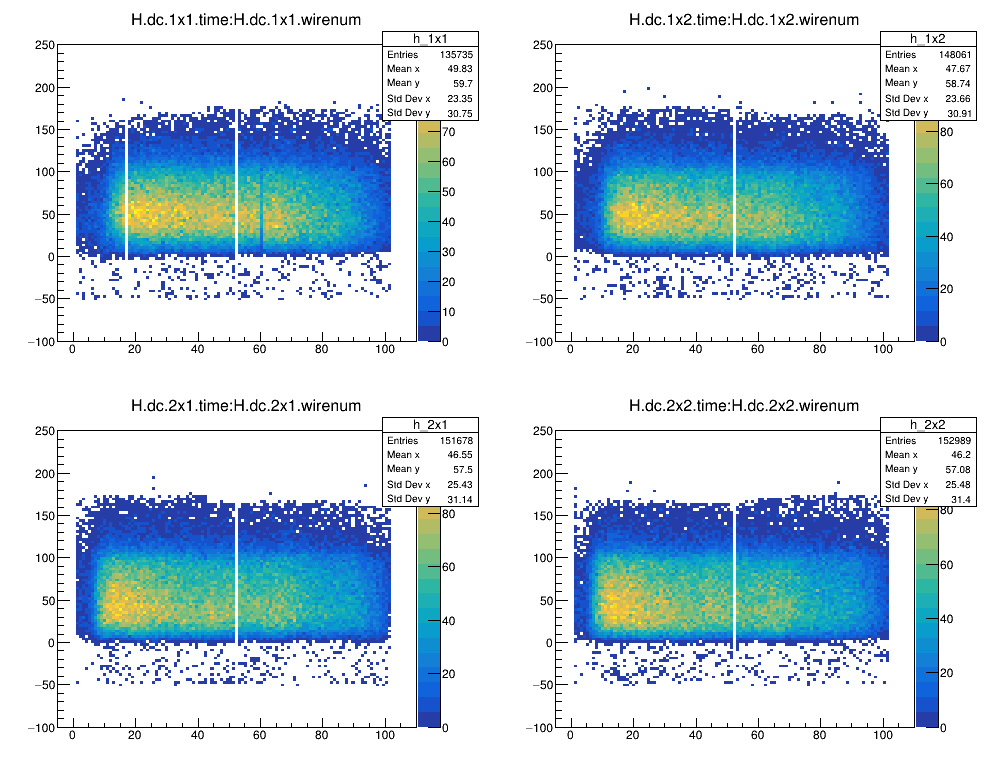 H.dc.1x1.time:H.dc.1x1.wirenum
h_1x1
Entries 135735
Mean x 49.83
Mean y 59.7
Std Dev x 23.35
Std Dev y 30.75
250
200
150
100
50
0
−50
−100
0 20 40 60 80 100
70
60
50
40
30
20
10
0
H.dc.1x2.time:H.dc.1x2.wirenum
h_1x2
Entries 148061
Mean x 47.67
Mean y 58.74
Std Dev x 23.66
Std Dev y 30.91
250
200
150
100
50
0
−50
−100
0 20 40 60 80 100
80
60
40
20
0
H.dc.2x1.time:H.dc.2x1.wirenum
h_2x1
Entries 151678
Mean x 46.55
Mean y 57.5
Std Dev x 25.43
Std Dev y 31.14
250
200
150
100
50
0
−50
−100
0 20 40 60 80 100
80
60
40
20
0
H.dc.2x2.time:H.dc.2x2.wirenum
h_2x2
Entries 152989
Mean x 46.2
Mean y 57.08
Std Dev x 25.48
Std Dev y 31.4
250
200
150
100
50
0
−50
−100
0 20 40 60 80 100
80
60
40
20
0